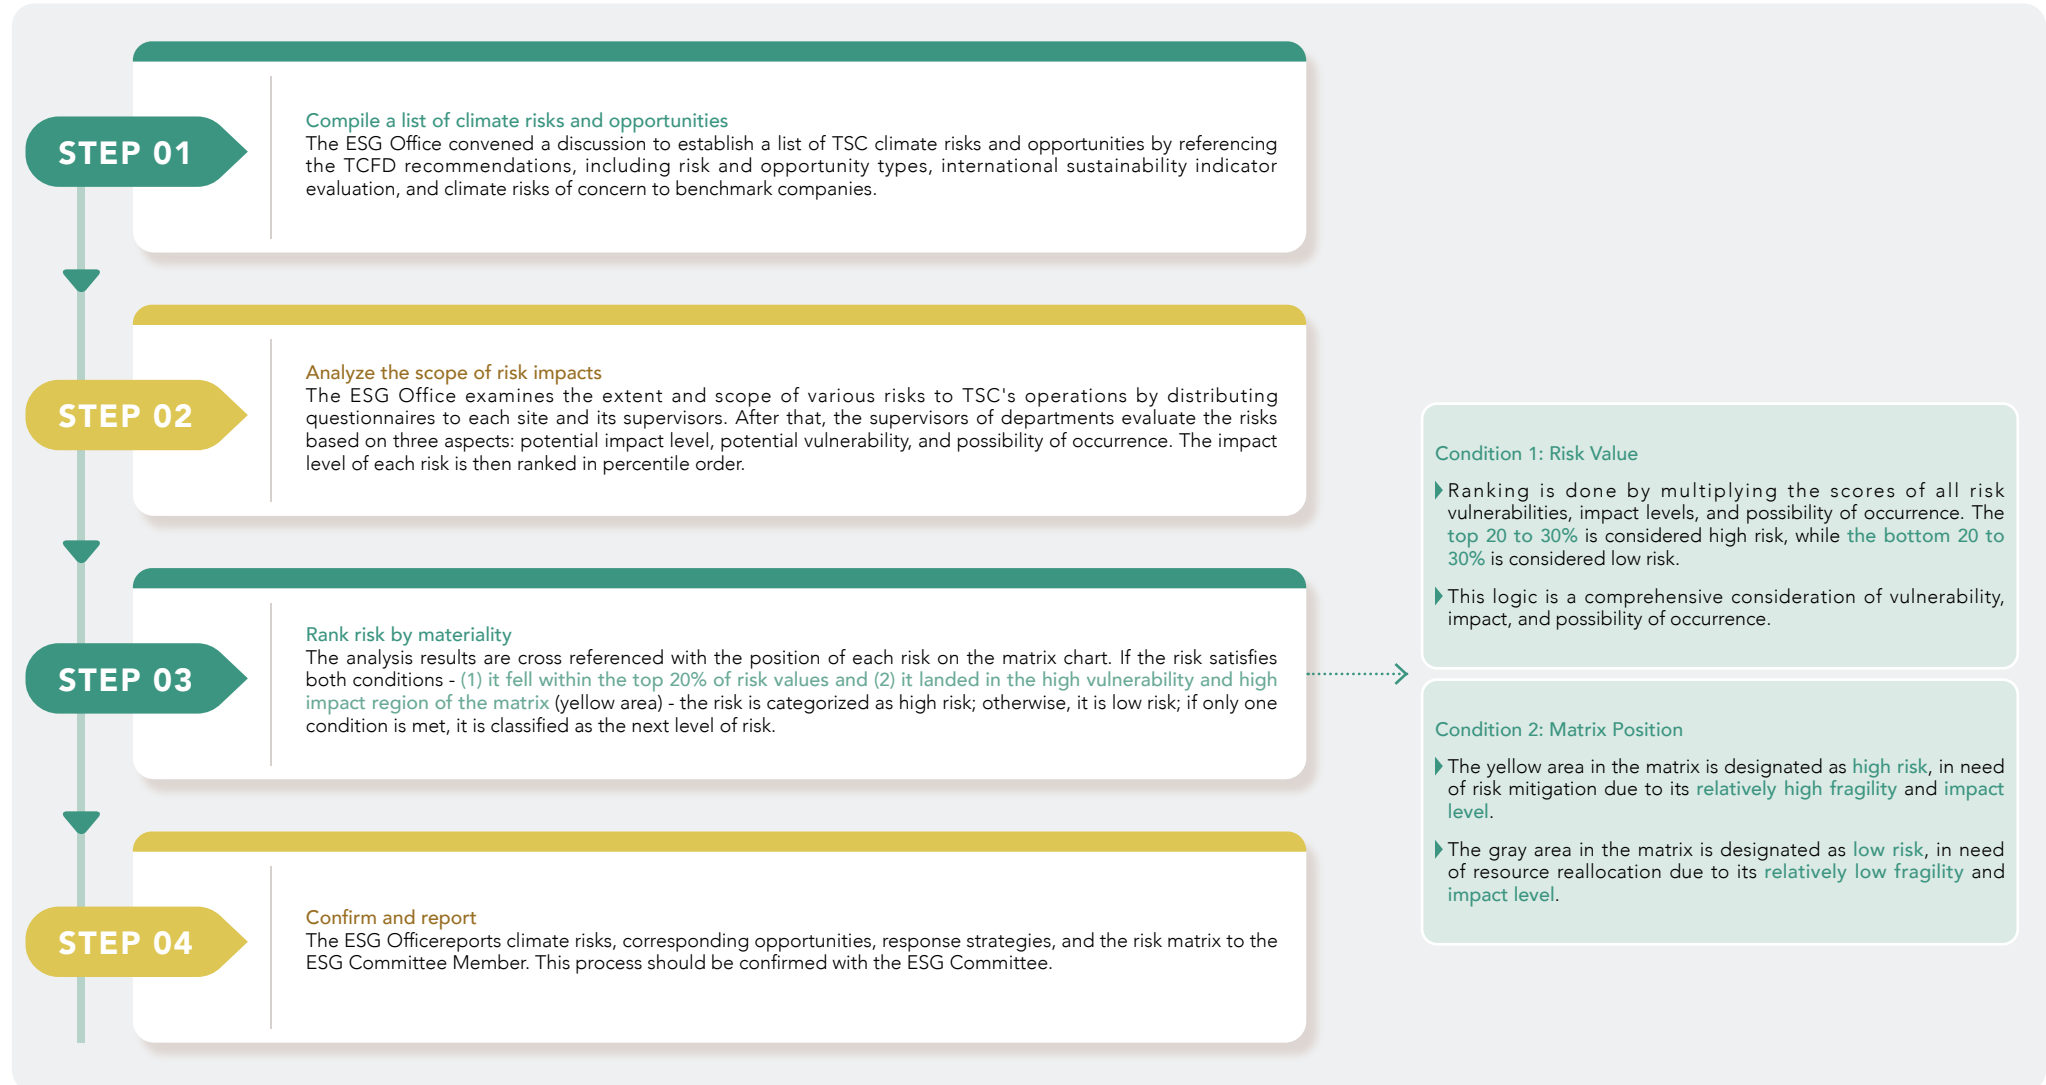 STEP 01
Compile a list of climate risks and opportunities
The ESG Office convened a discussion to establish a list of TSC climate risks and opportunities by referencing
the TCFD recommendations, including risk and opportunity types, international sustainability indicator
evaluation, and climate risks of concern to benchmark companies.
STEP 02
Analyze the scope of risk impacts
The ESG Office examines the extent and scope of various risks to TSC's operations by distributing
questionnaires to each site and its supervisors. After that, the supervisors of departments evaluate the risks
based on three aspects: potential impact level, potential vulnerability, and possibility of occurrence. The impact
level of each risk is then ranked in percentile order.
STEP 03
Rank risk by materiality
The analysis results are cross referenced with the position of each risk on the matrix chart. If the risk satisfies
both conditions - (1) it fell within the top 20% of risk values and (2) it landed in the high vulnerability and high
impact region of the matrix (yellow area) - the risk is categorized as high risk; otherwise, it is low risk; if only one
condition is met, it is classified as the next level of risk.
Condition 1: Risk Value
Ranking is done by multiplying the scores of all risk
vulnerabilities, impact levels, and possibility of occurrence. The
top 20 to 30% is considered high risk, while the bottom 20 to
30% is considered low risk.
This logic is a comprehensive consideration of vulnerability,
impact, and possibility of occurrence.
Condition 2: Matrix Position
The yellow area in the matrix is designated as high risk, in need
of risk mitigation due to its relatively high fragility and impact
level.
The gray area in the matrix is designated as low risk, in need
of resource reallocation due to its relatively low fragility and
impact level.
STEP 04
Confirm and report
The ESG Officereports climate risks, corresponding opportunities, response strategies, and the risk matrix to the
ESG Committee Member. This process should be confirmed with the ESG Committee.